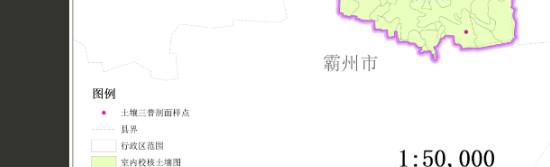 霸州市
图例
土壤三普剖面样点
县界
行政区范围
室内校核土壤图
1:50,000